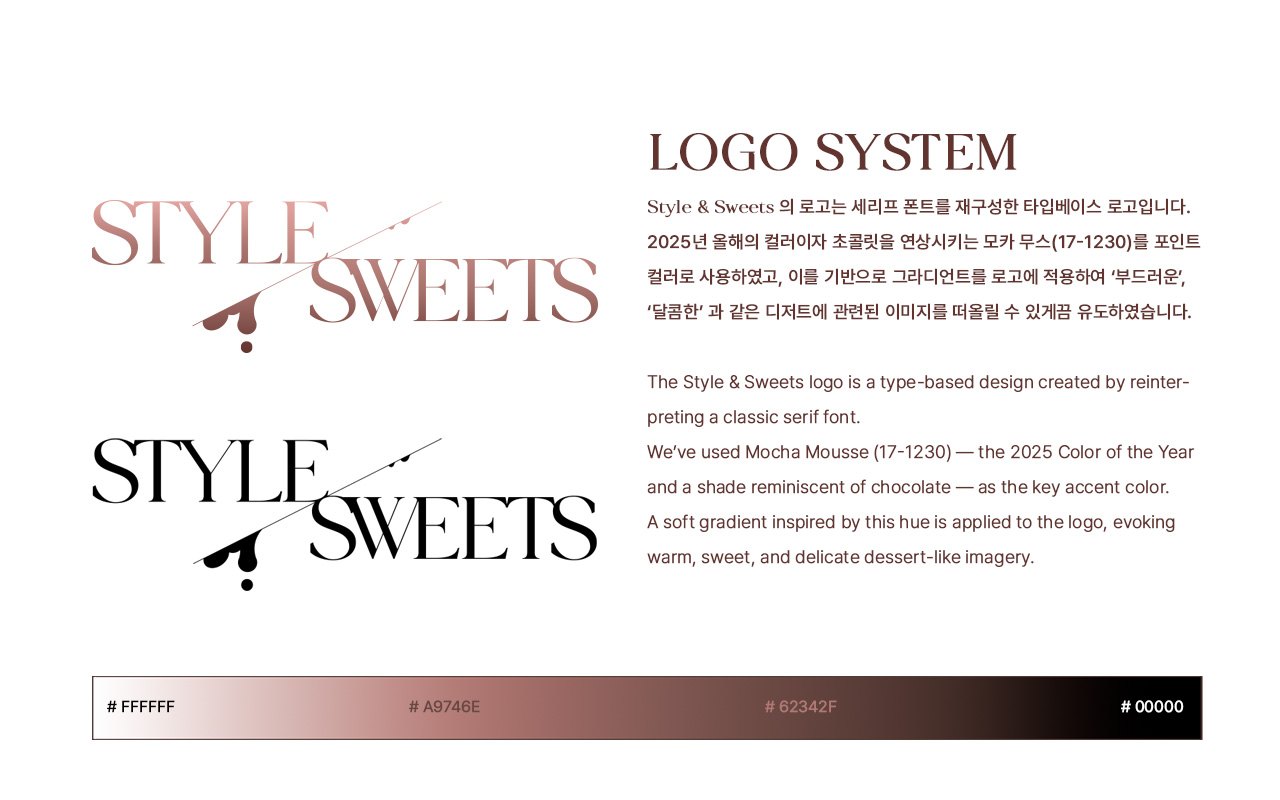 STYLE
SWEETS
STYLE
SWEETS
LOGO SYSTEM
Style & Sweets 의 로고는 세리프 폰트를 재구성한 타입베이스 로고입니다.
2025년 올해의 컬러이자 초콜릿을 연상시키는 모카 무스(17-1230)를 포인트
컬러로 사용하였고, 이를 기반으로 그라디언트를 로고에 적용하여 ‘부드러운’,
‘달콤한’ 과 같은 디저트에 관련된 이미지를 떠올릴 수 있게끔 유도하였습니다.
The Style & Sweets logo is a type-based design created by reinter-
preting a classic serif font.
We’ve used Mocha Mousse (17-1230) — the 2025 Color of the Year
and a shade reminiscent of chocolate — as the key accent color.
A soft gradient inspired by this hue is applied to the logo, evoking
warm, sweet, and delicate dessert-like imagery.
# FFFFFF
# A9746E
# 62342F
# 00000